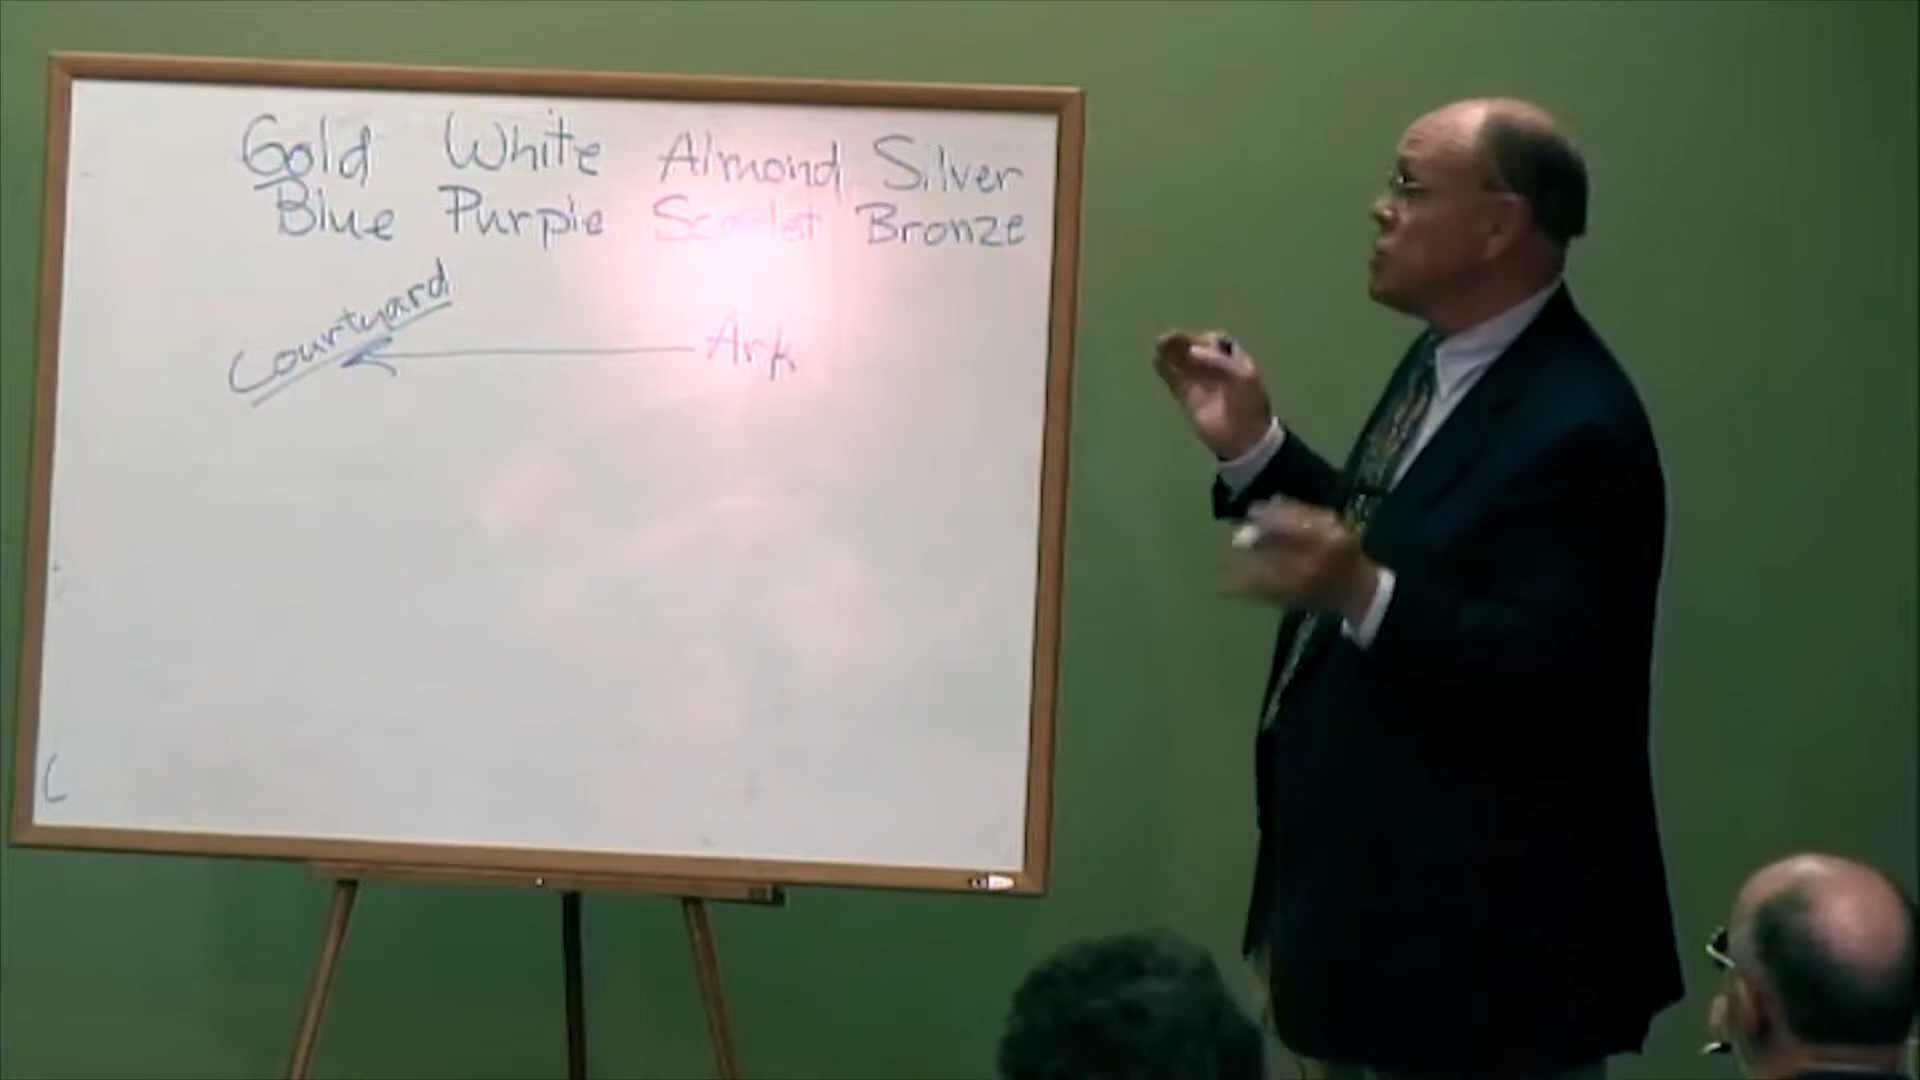 Gold White Almond Silver
Blue Purple Scarlet Bronze
Courtyard
Ark
C